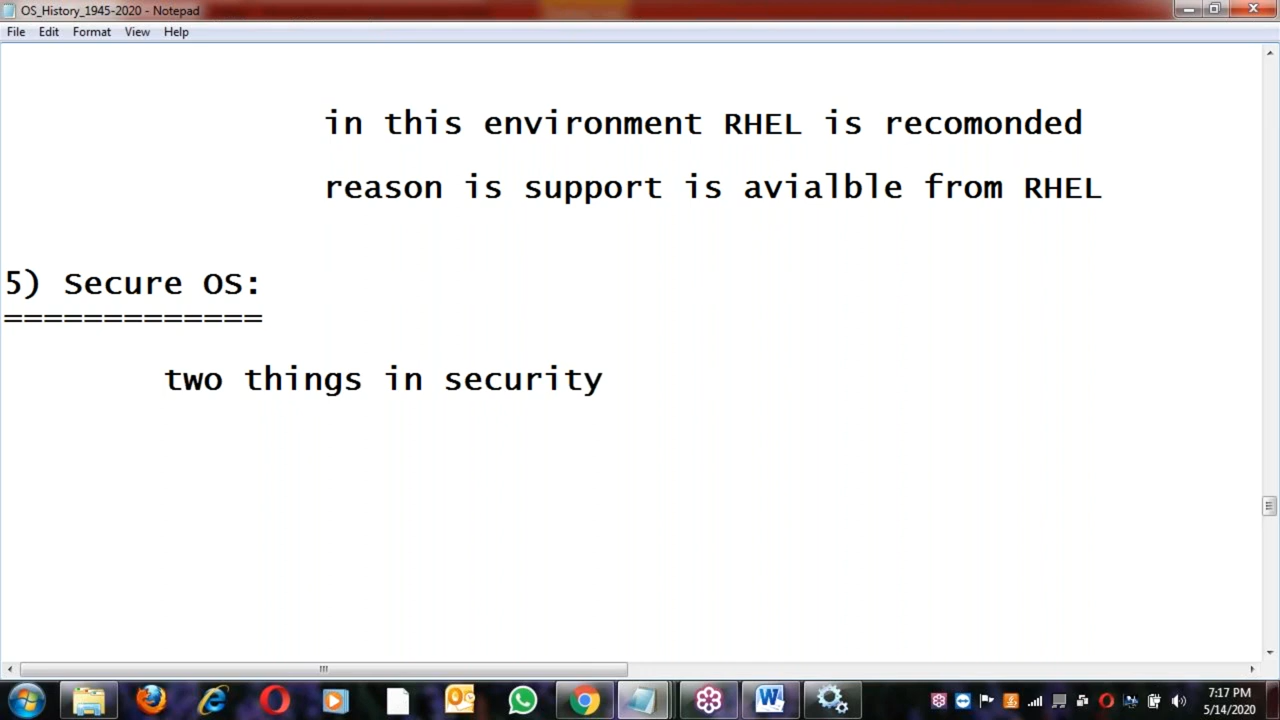 OS_History_1945-2020 - Notepad
File Edit Format View Help
in this environment RHEL is recomonded
reason is support is avialble from RHEL
5) Secure OS:
=============
two things in security
7:17 PM
5/14/2020